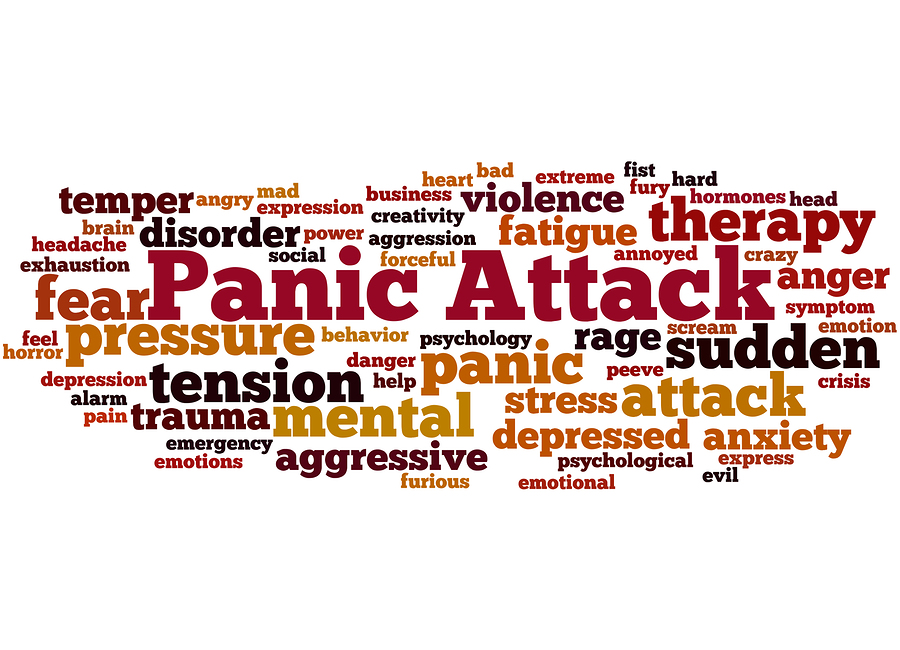 bad
fist
heart
extreme
hard
fury
mad
business
violence
hormones
head
temper
angry
expression
creativity
therapy
brain
disorder
power
aggression
fatigue
headache
social
forceful
annoyed
crazy
exhaustion
Panic Attack
anger
fear
symptom
feel
pressure
behavior
psychology
rage
scream
emotion
horror
sudden
danger
panic
peeve
depression
tension
help
crisis
alarm
stress
attack
pain
trauma
mental
emergency
depressed
anxiety
emotions
aggressive
psychological
express
furious
emotional
evil